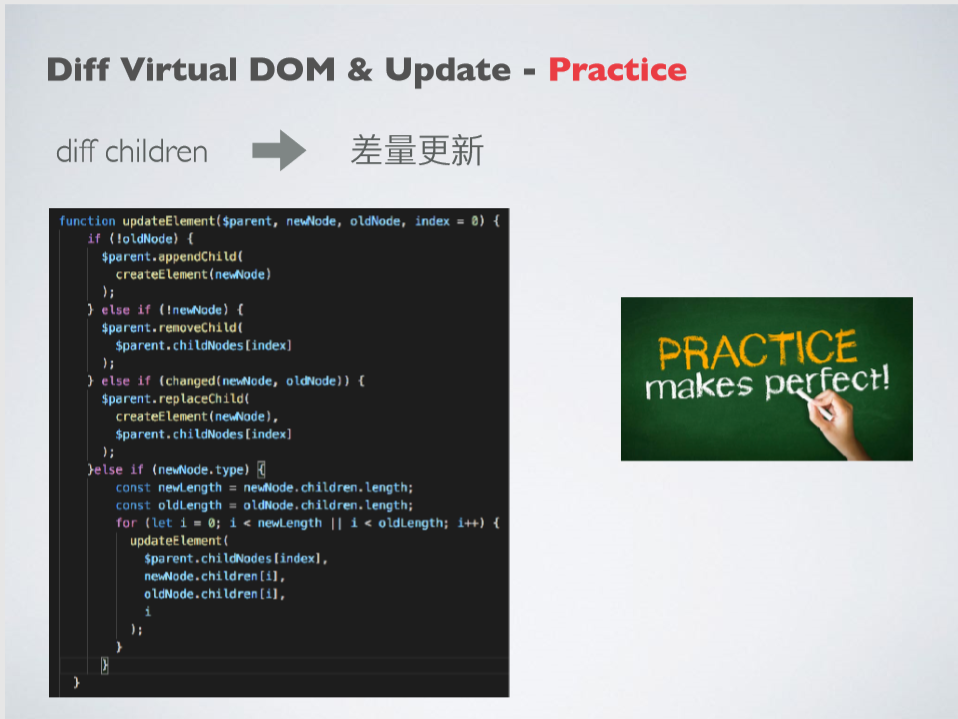 Diff Virtual DOM & Update - Practice
diff children
差量更新
function updateElement($parent, newNode, oldNode, index = 0) {
if (!oldNode) {
$parent.appendChild(
createElement(newNode)
);
} else if (!newNode) {
$parent.removeChild(
$parent.childNodes[index]
);
} else if (changed(newNode, oldNode)) {
$parent.replaceChild(
createElement(newNode),
$parent.childNodes[index]
);
}else if (newNode.type) {
const newLength = newNode.children.length;
const oldLength = oldNode.children.length;
for (let i = 0; i < newLength || i < oldLength; i++) {
updateElement(
$parent.childNodes[index],
newNode.children[i],
oldNode.children[i],
i
);
}
}
}
PRACTICE
makes perfect!